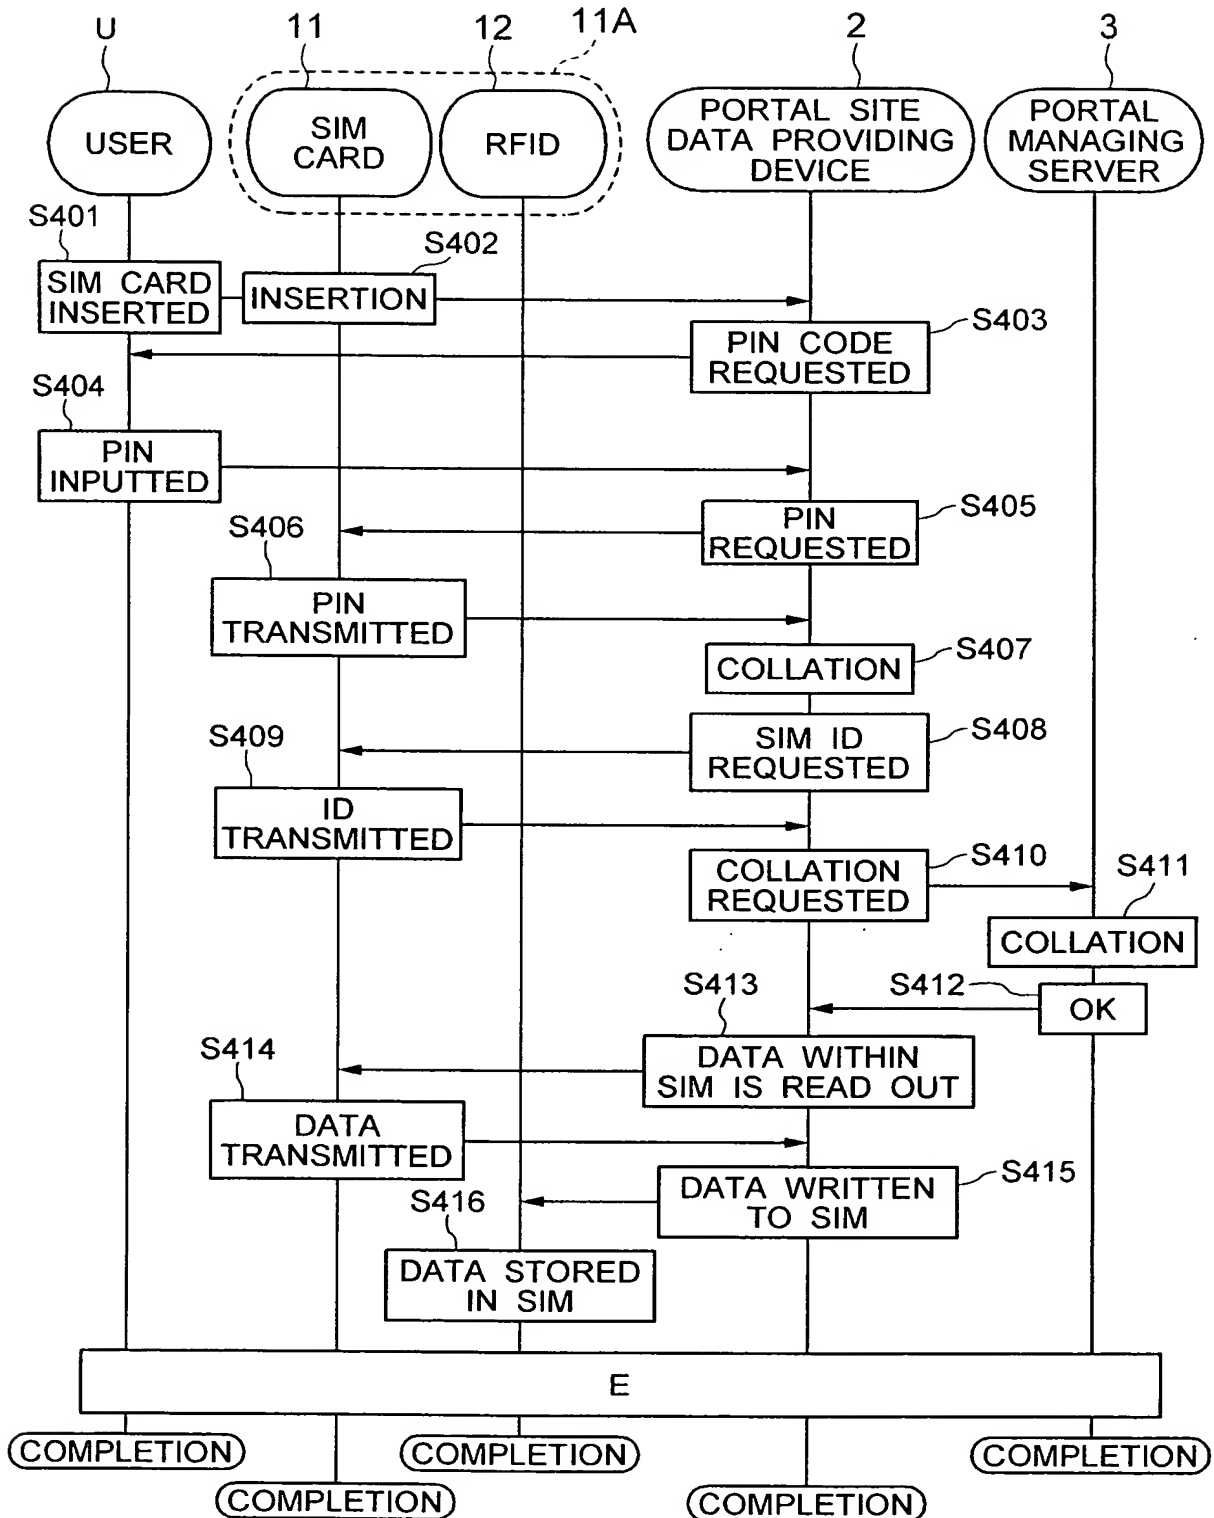 U
11
12
11A
2
3
USER
SIM
CARD
RFID
PORTAL SITE
DATA PROVIDING
DEVICE
PORTAL
MANAGING
SERVER
S401
SIM CARD
INSERTED
S402
INSERTION
S403
PIN CODE
REQUESTED
S404
PIN
INPUTTED
S405
PIN
REQUESTED
S406
PIN
TRANSMITTED
S407
COLLATION
S408
SIM ID
REQUESTED
S409
ID
TRANSMITTED
S410
COLLATION
REQUESTED
S411
COLLATION
S412
OK
S413
DATA WITHIN
SIM IS READ OUT
S414
DATA
TRANSMITTED
S415
DATA WRITTEN
TO SIM
S416
DATA STORED
IN SIM
E
COMPLETION
COMPLETION
COMPLETION
COMPLETION
COMPLETION